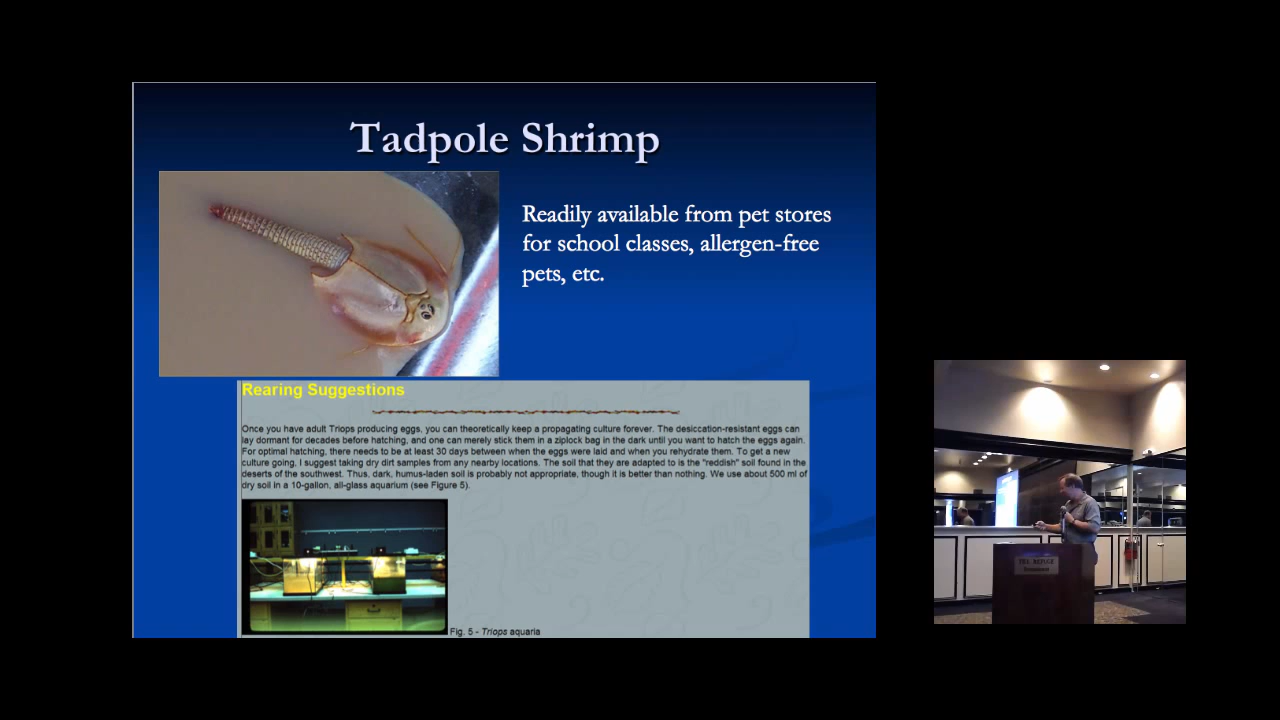 Tadpole Shrimp
Readily available from pet stores
for school classes, allergen-free
pets, etc.
Rearing Suggestions
Once you have adult Triops producing eggs, you can theoretically keep a propagating culture forever. The desiccation-resistant eggs can
lay dormant for decades before hatching, and one can merely stick them in a ziplock bag in the dark until you want to hatch the eggs again.
For optimal hatching, there needs to be at least 30 days between when the eggs were laid and when you rehydrate them. To get a new
culture going, I suggest taking dry dirt samples from any nearby locations. The soil that they are adapted to is the "reddish" soil found in the
deserts of the southwest. Thus, dark, humus-laden soil is probably not appropriate, though it is better than nothing. We use about 500 ml of
dry soil in a 10-gallon, all-glass aquarium (see Figure 5).
Fig. 5 - Triops aquaria